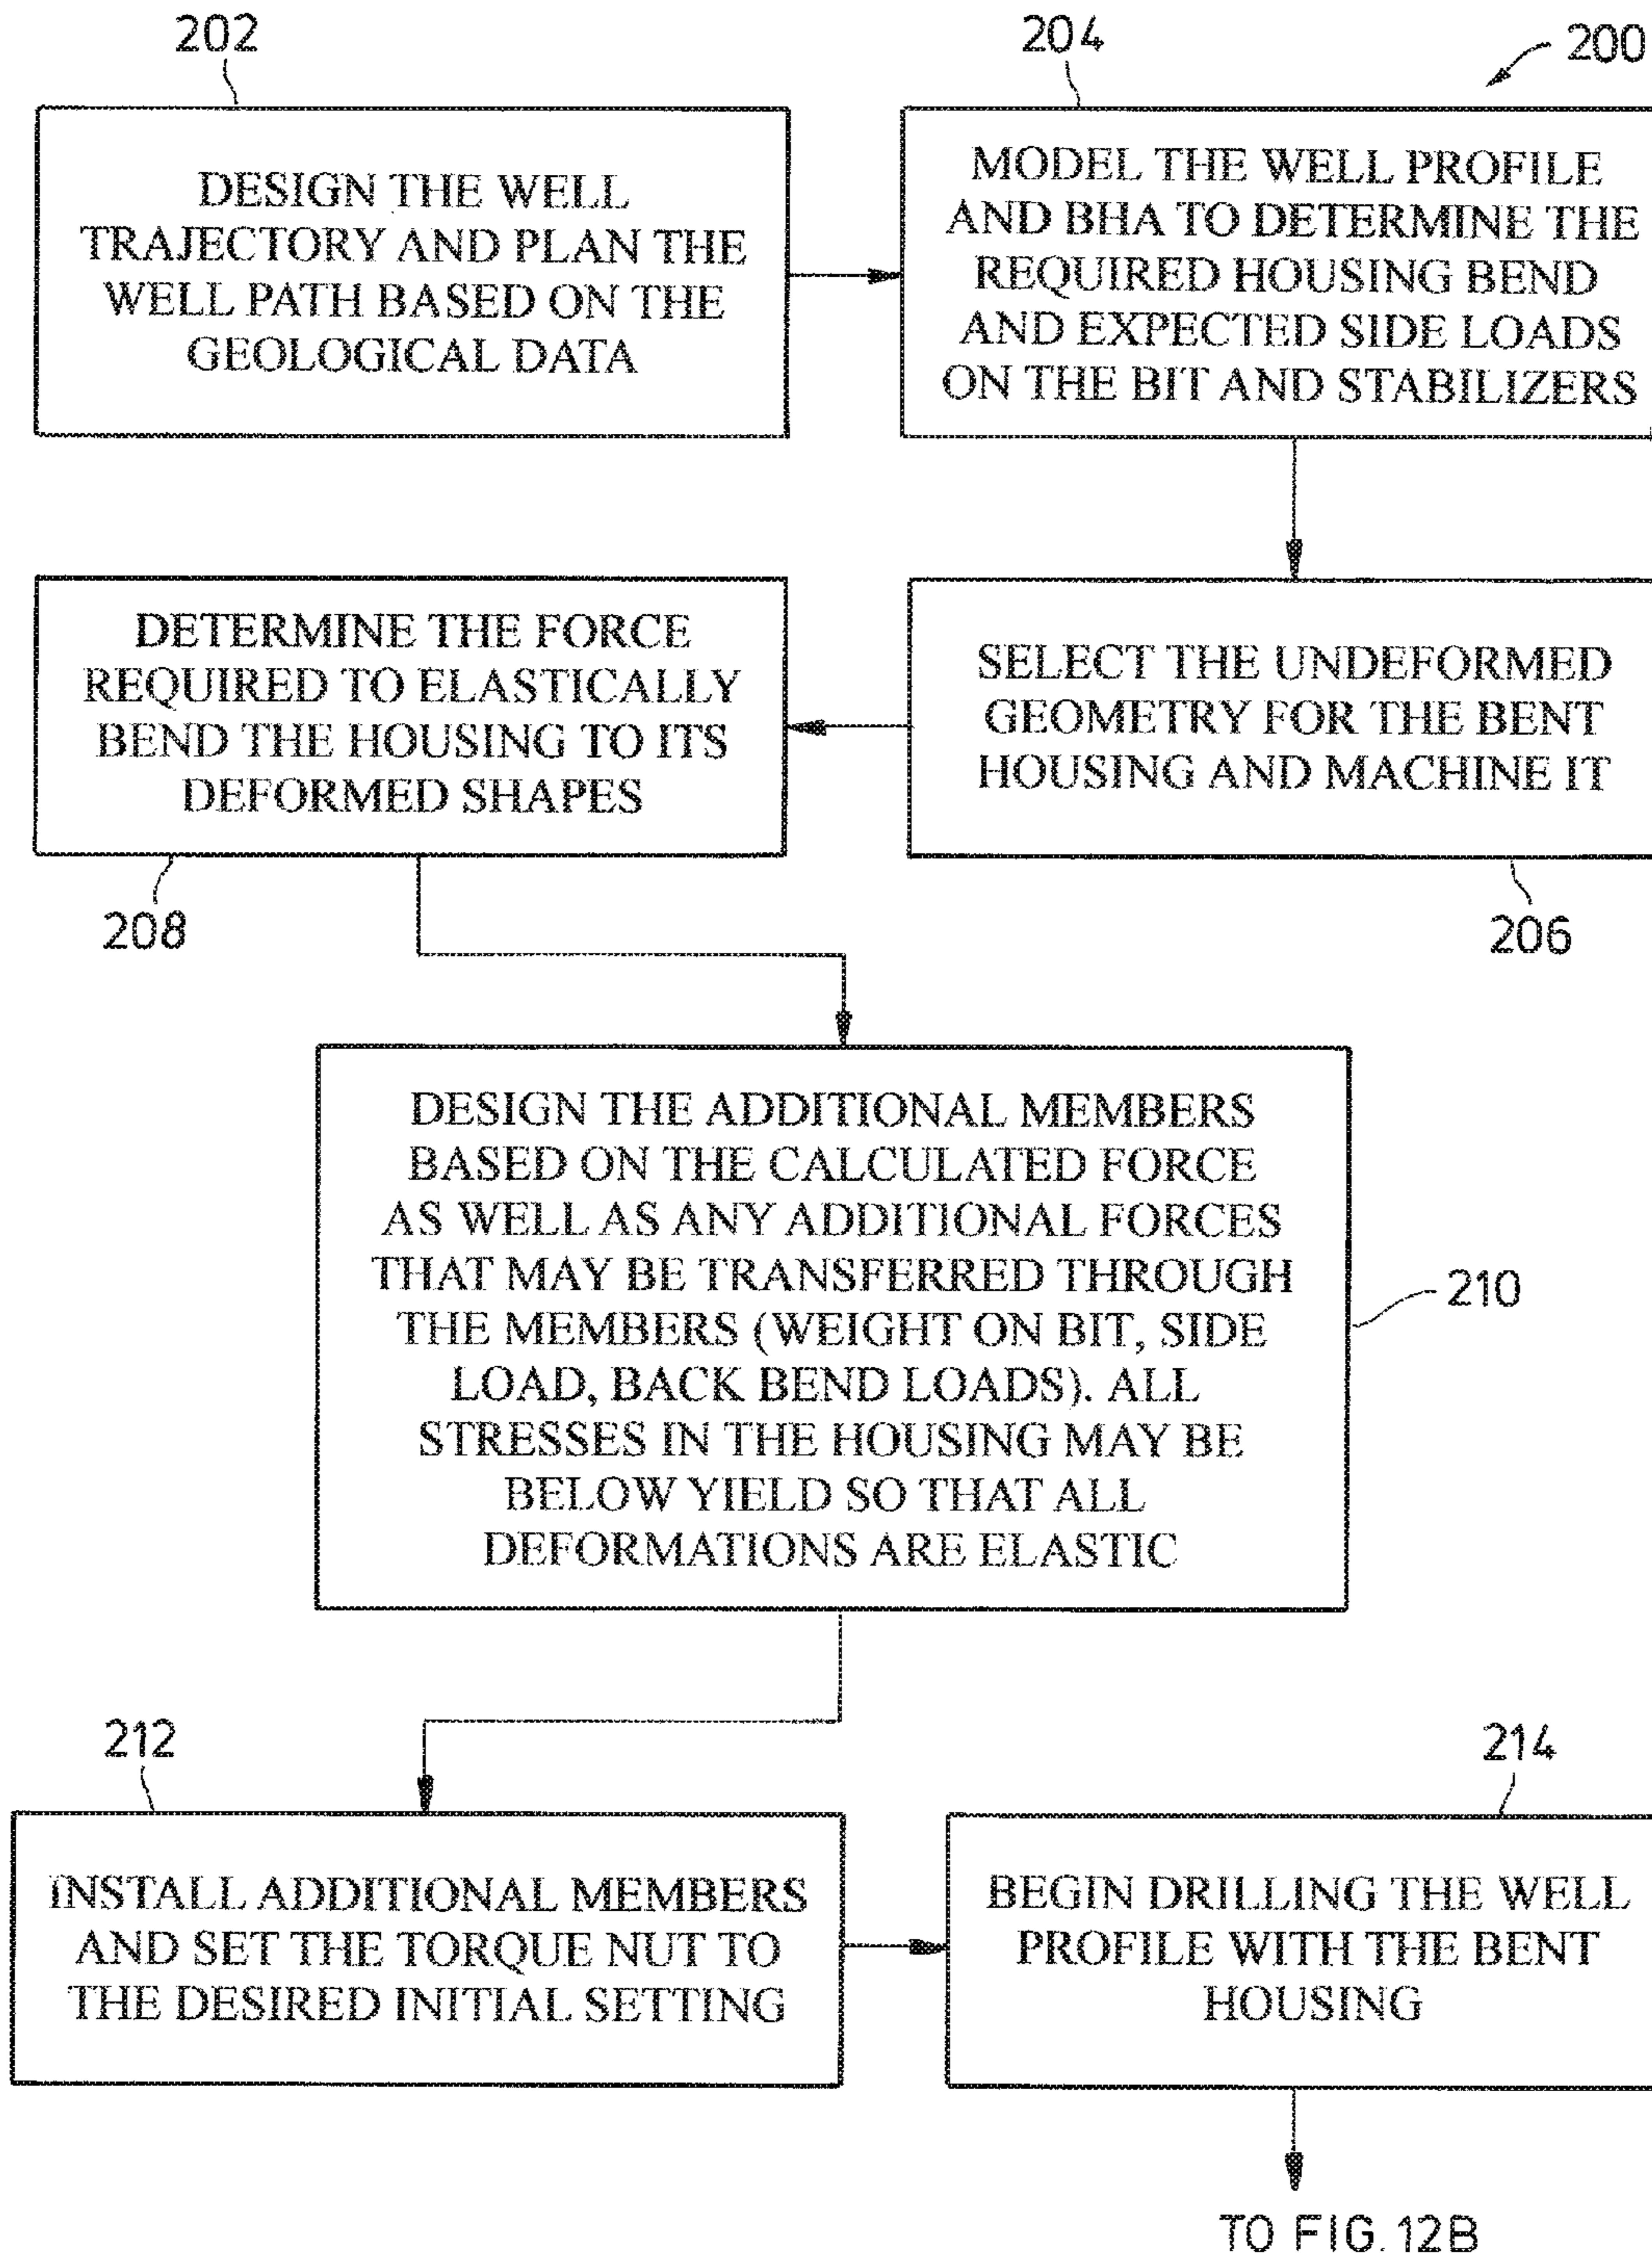 202
204
200
DESIGN THE WELL
TRAJECTORY AND PLAN THE
WELL PATH BASED ON THE
GEOLOGICAL DATA
MODEL THE WELL PROFILE
AND BHA TO DETERMINE THE
REQUIRED HOUSING BEND
AND EXPECTED SIDE LOADS
ON THE BIT AND STABILIZERS
SELECT THE UNDEFORMED
GEOMETRY FOR THE BENT
HOUSING AND MACHINE IT
206
DETERMINE THE FORCE
REQUIRED TO ELASTICALLY
BEND THE HOUSING TO ITS
DEFORMED SHAPES
208
DESIGN THE ADDITIONAL MEMBERS
BASED ON THE CALCULATED FORCE
AS WELL AS ANY ADDITIONAL FORCES
THAT MAY BE TRANSFERRED THROUGH
THE MEMBERS (WEIGHT ON BIT, SIDE
LOAD, BACK BEND LOADS). ALL
STRESSES IN THE HOUSING MAY BE
BELOW YIELD SO THAT ALL
DEFORMATIONS ARE ELASTIC
210
212
INSTALL ADDITIONAL MEMBERS
AND SET THE TORQUE NUT TO
THE DESIRED INITIAL SETTING
214
BEGIN DRILLING THE WELL
PROFILE WITH THE BENT
HOUSING
TO FIG. 12B